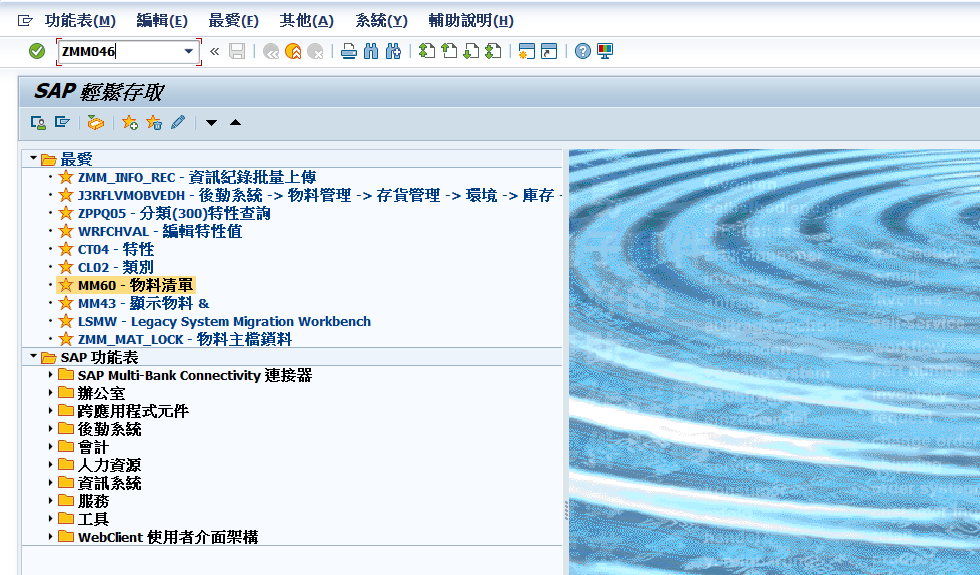 功能表(M) 編輯(E) 最愛(F) 其他(A) 系統(Y) 輔助說明(H)
ZMM046
SAP 輕鬆存取
最愛
ZMM_INFO_REC - 資訊紀錄批量上傳
J3RFLVMOBVEDH - 後勤系統 -> 物料管理 -> 存貨管理 -> 環境 -> 庫存 -
ZPPQ05 - 分類(300)特性查詢
WRFCHVAL - 編輯特性值
CT04 - 特性
CL02 - 類別
MM60 - 物料清單
MM43 - 顯示物料 &
LSMW - Legacy System Migration Workbench
ZMM_MAT_LOCK - 物料主檔鎖料
SAP 功能表
SAP Multi-Bank Connectivity 連接器
辦公室
跨應用程式元件
後勤系統
會計
人力資源
資訊系統
服務
工具
WebClient 使用者介面架構